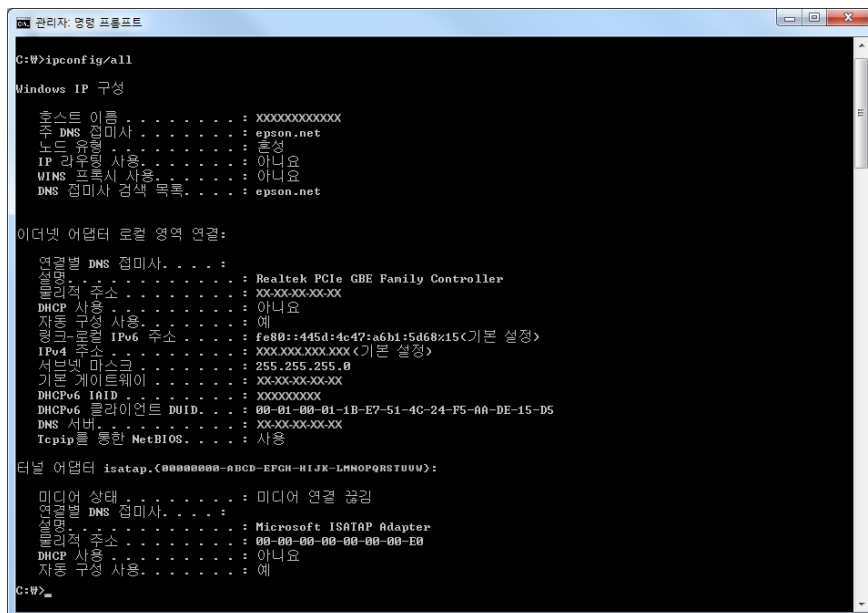 관리자: 명령 프롬프트
C:₩>ipconfig/all
Windows IP 구성
호스트 이름 . . . . . . . . : XXXXXXXXXXXX
주 DNS 접미사 . . . . . . . : epson.net
노드 유형 . . . . . . . . . : 혼성
IP 라우팅 사용. . . . . . . : 아니요
WINS 프록시 사용. . . . . . : 아니요
DNS 접미사 검색 목록. . . . : epson.net
이더넷 어댑터 로컬 영역 연결:
연결별 DNS 접미사. . . . :
설명. . . . . . . . . . . . : Realtek PCIe GBE Family Controller
물리적 주소 . . . . . . . . : XX-XX-XX-XX-XX
DHCP 사용 . . . . . . . . . : 아니요
자동 구성 사용. . . . . . . : 예
링크-로컬 IPv6 주소 . . . . : fe80::445d:4c47:a6b1:5d68%15(기본 설정)
IPv4 주소 . . . . . . . . . : XXX.XXX.XXX.XXX(기본 설정)
서브넷 마스크 . . . . . . . : 255.255.255.0
기본 게이트웨이 . . . . . . : XX-XX-XX-XX-XX
DHCPv6 IAID . . . . . . . . : XXXXXXXXX
DHCPv6 클라이언트 DUID. . . : 00-01-00-01-1B-E7-51-4C-24-F5-AA-DE-15-D5
DNS 서버. . . . . . . . . . : XX-XX-XX-XX-XX
Tcpip를 통한 NetBIOS. . . . : 사용
터널 어댑터 isatap.{00000000-ABCD-EFGH-HIJK-LMNOPQRSTUVW}:
미디어 상태 . . . . . . . . : 미디어 연결 끊김
연결별 DNS 접미사. . . . :
설명. . . . . . . . . . . . : Microsoft ISATAP Adapter
물리적 주소 . . . . . . . . : 00-00-00-00-00-00-00-E0
DHCP 사용 . . . . . . . . . : 아니요
자동 구성 사용. . . . . . . : 예
C:₩>_